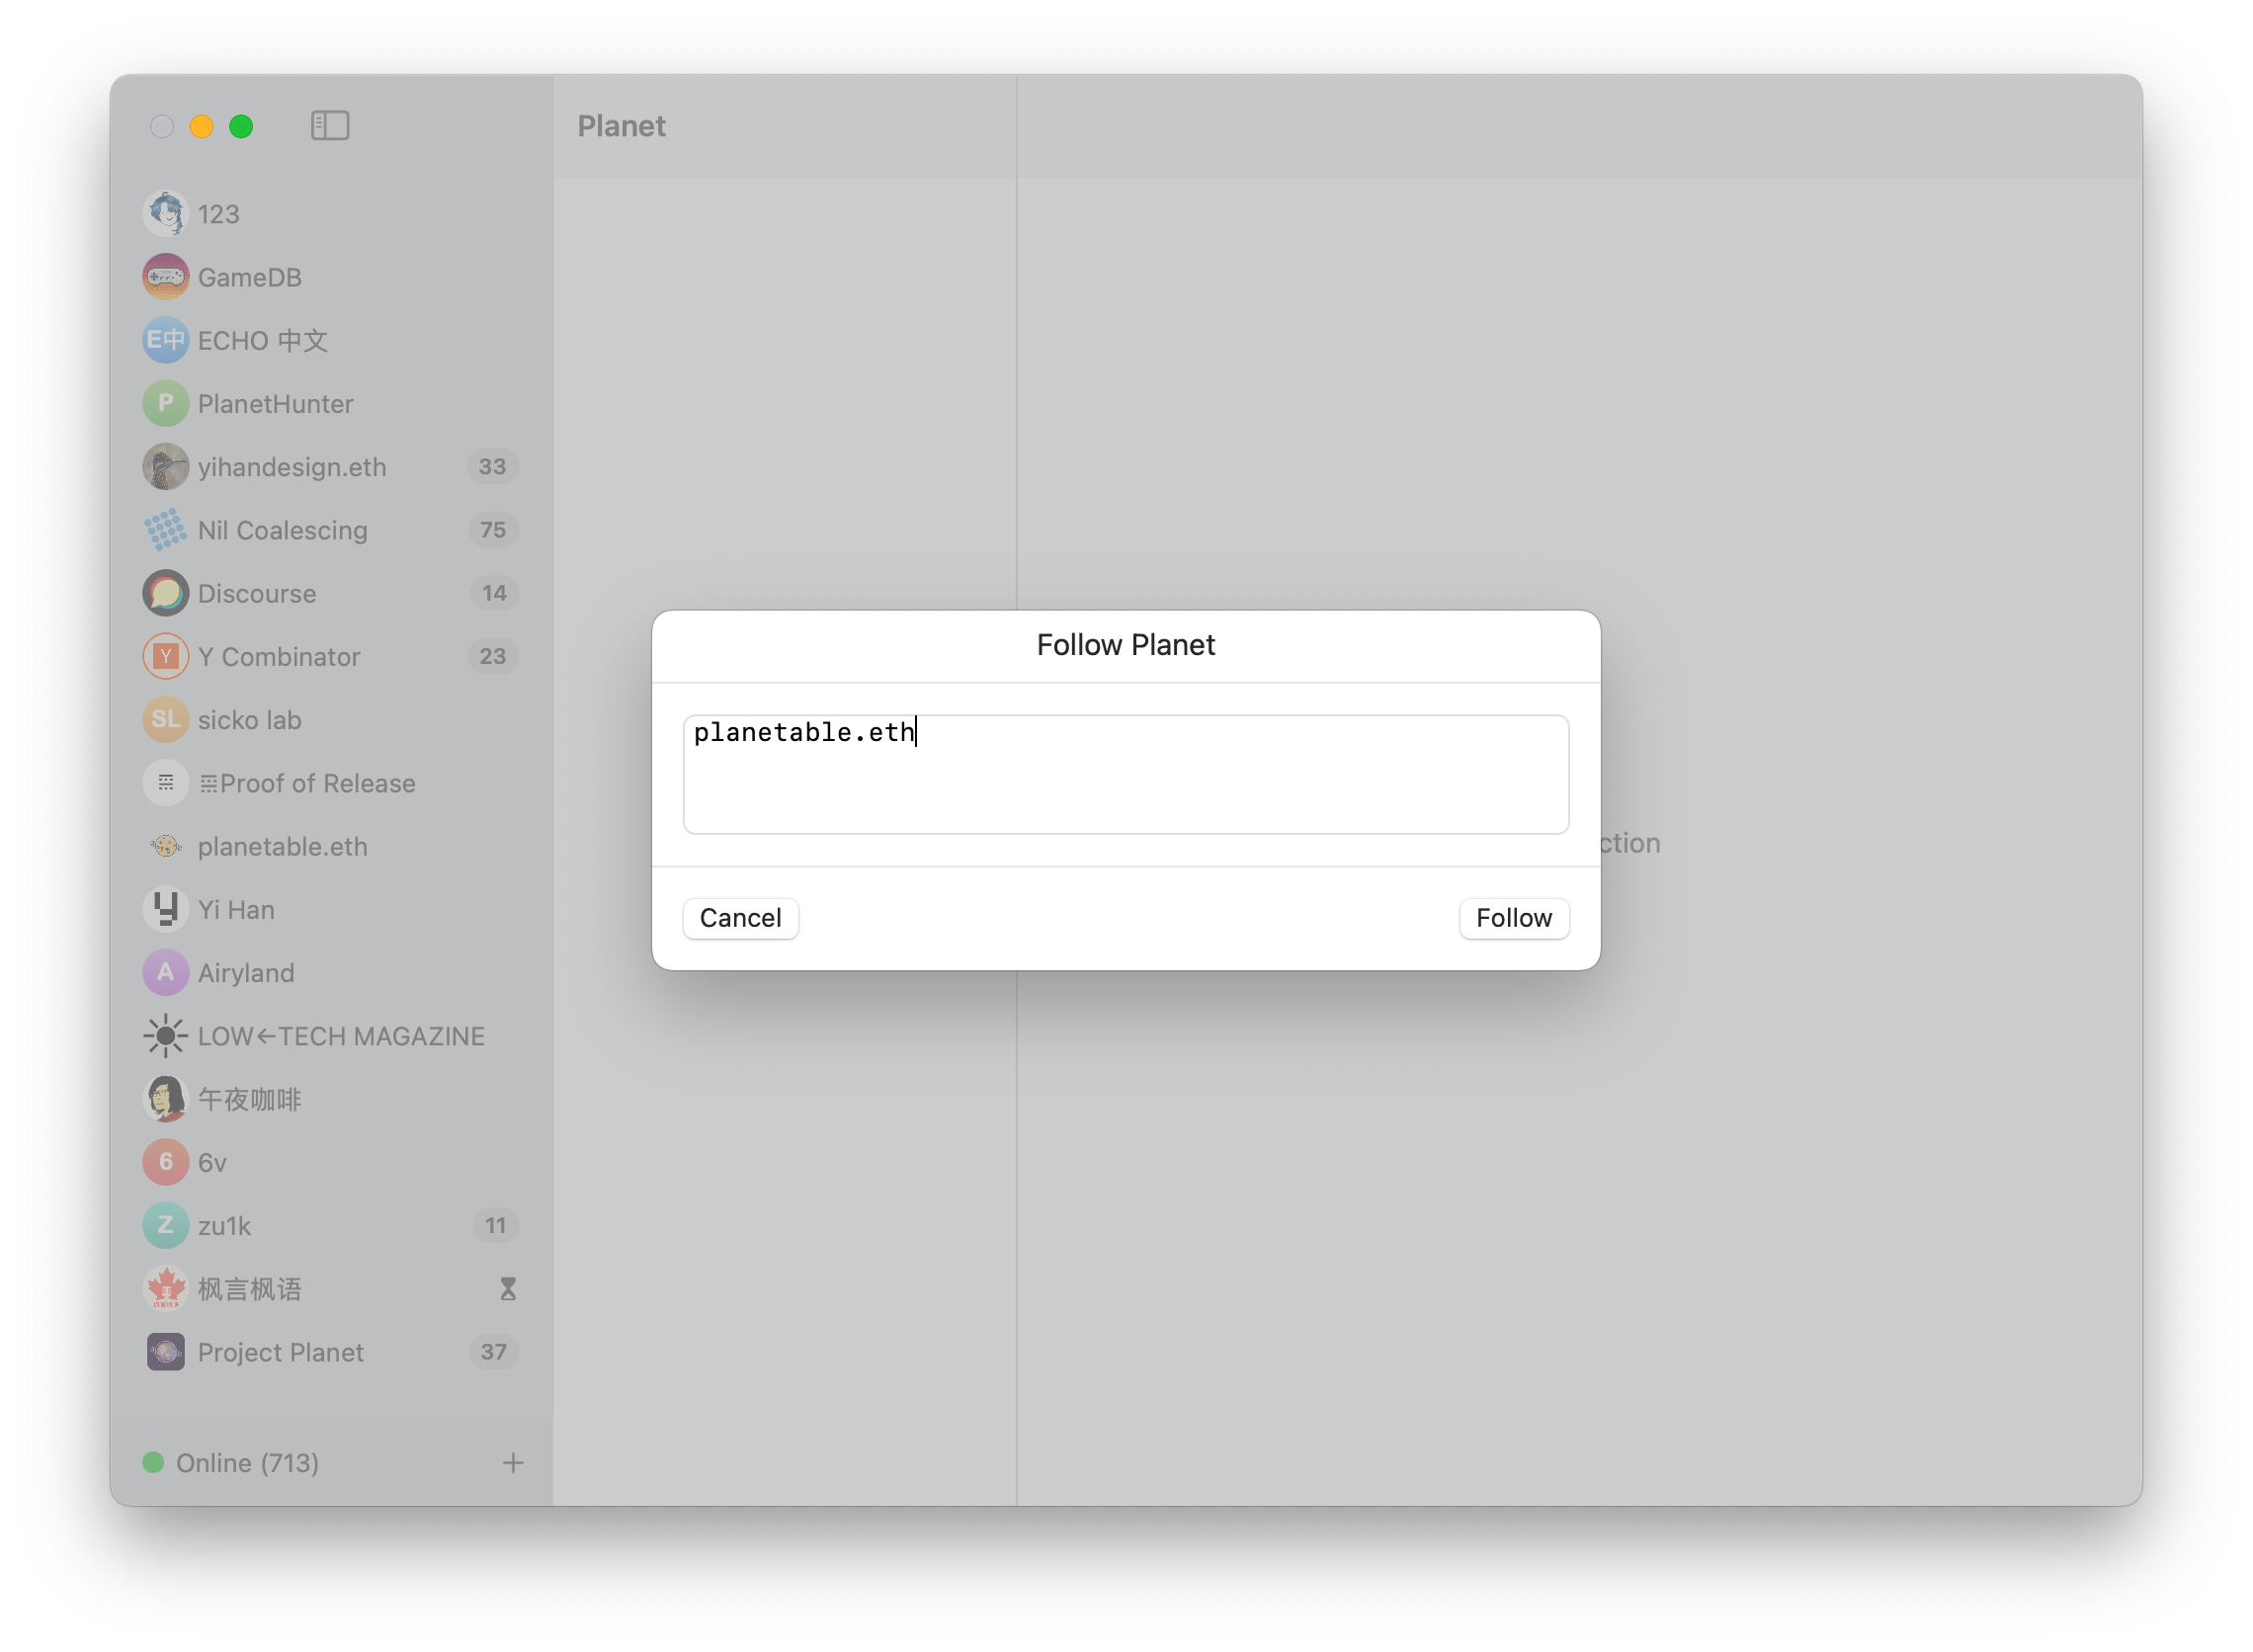 Planet
123
GameDB
E中 ECHO 中文
P PlanetHunter
yihandesign.eth 33
Nil Coalescing 75
Discourse 14
Y Y Combinator 23
SL sicko lab
𝌢 𝌢Proof of Release
planetable.eth
Yi Han
A Airyland
LOW←TECH MAGAZINE
午夜咖啡
6 6v
Z zu1k 11
枫言枫语
Project Planet 37
Online (713) +
Follow Planet
planetable.eth
ction
Cancel Follow